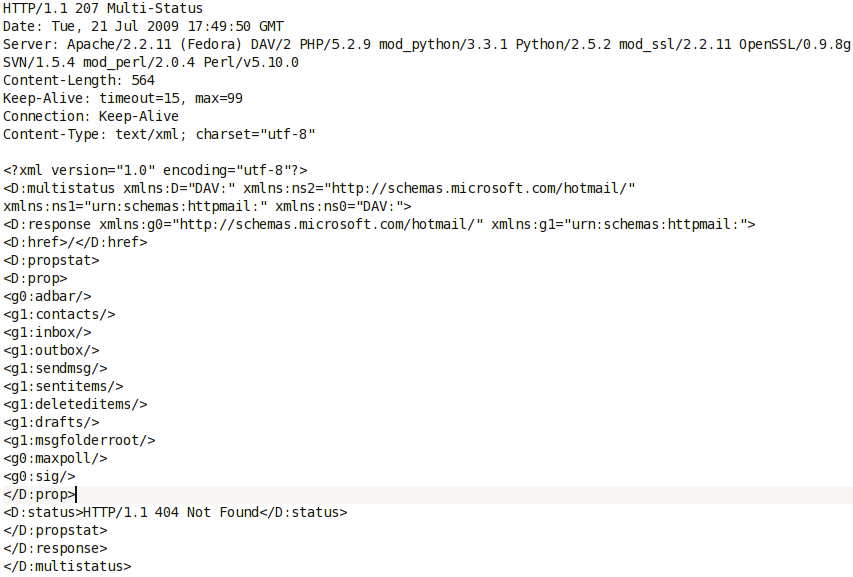 HTTP/1.1 207 Multi-Status
Date: Tue, 21 Jul 2009 17:49:50 GMT
Server: Apache/2.2.11 (Fedora) DAV/2 PHP/5.2.9 mod_python/3.3.1 Python/2.5.2 mod_ssl/2.2.11 OpenSSL/0.9.8g
SVN/1.5.4 mod_perl/2.0.4 Perl/v5.10.0
Content-Length: 564
Keep-Alive: timeout=15, max=99
Connection: Keep-Alive
Content-Type: text/xml; charset="utf-8"

<?xml version="1.0" encoding="utf-8"?>
<D:multistatus xmlns:D="DAV:" xmlns:ns2="http://schemas.microsoft.com/hotmail/"
xmlns:ns1="urn:schemas:httpmail:" xmlns:ns0="DAV:">
<D:response xmlns:g0="http://schemas.microsoft.com/hotmail/" xmlns:g1="urn:schemas:httpmail:">
<D:href>/</D:href>
<D:propstat>
<D:prop>
<g0:adbar/>
<g1:contacts/>
<g1:inbox/>
<g1:outbox/>
<g1:sendmsg/>
<g1:sentitems/>
<g1:deleteditems/>
<g1:drafts/>
<g1:msgfolderroot/>
<g0:maxpoll/>
<g0:sig/>
</D:prop>
<D:status>HTTP/1.1 404 Not Found</D:status>
</D:propstat>
</D:response>
</D:multistatus>